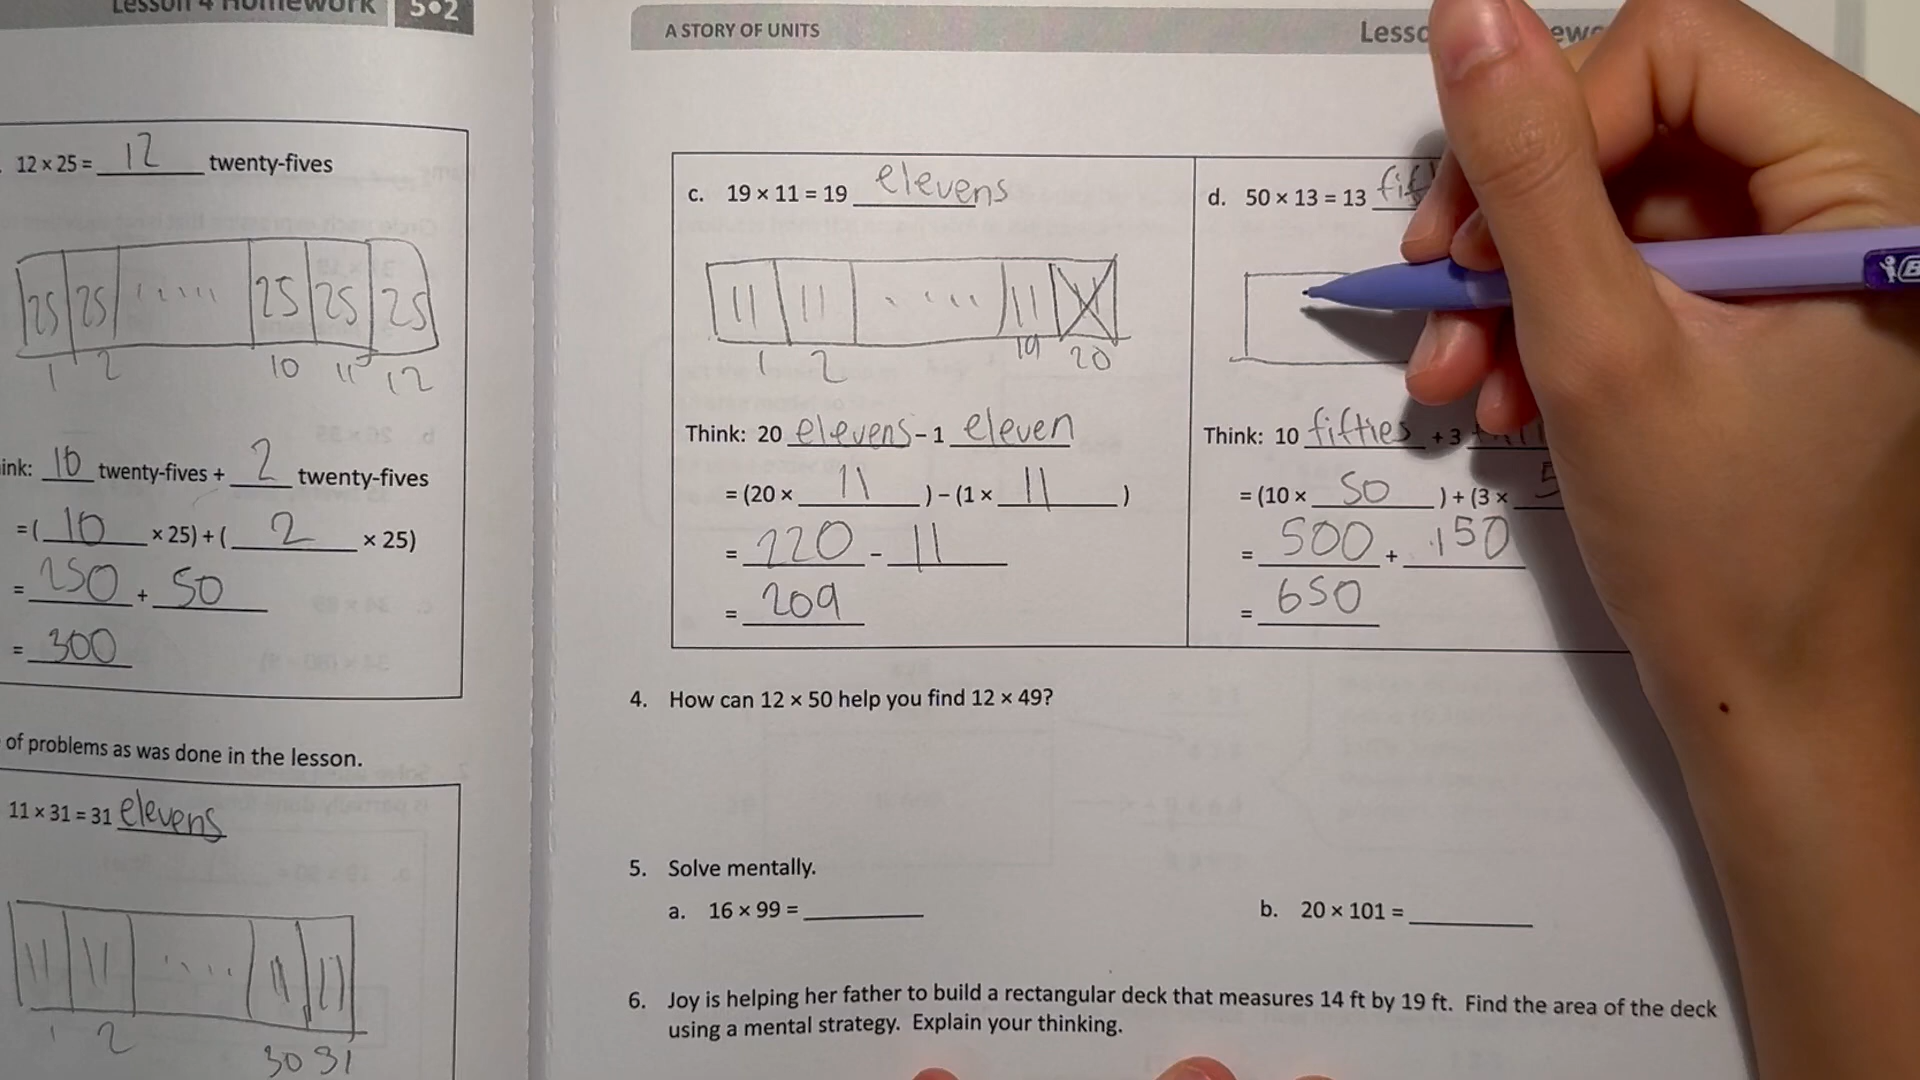 Lesson 4 Homework 5•2
12 × 25 = 12 twenty-fives
25 25 ..... 25 25 25
1 2 10 11 12
10 twenty-fives + 2 twenty-fives
= ( 10 × 25) + ( 2 × 25)
= 250 + 50
= 300
of problems as was done in the lesson.
11 × 31 = 31 elevens
11 11 ..... 11 11
1 2 30 31
A STORY OF UNITS
c. 19 × 11 = 19 elevens
11 11 ..... 11 11
1 2 19 20
Think: 20 elevens - 1 eleven
= (20 × 11 ) – (1 × 11 )
= 220 - 11
= 209
d. 50 × 13 = 13
Think: 10 fifties + 3
= (10 × 50 ) + (3 ×
= 500 + 150
= 650
4. How can 12 × 50 help you find 12 × 49?
5. Solve mentally.
a. 16 × 99 =
b. 20 × 101 =
6. Joy is helping her father to build a rectangular deck that measures 14 ft by 19 ft. Find the area of the deck
using a mental strategy. Explain your thinking.